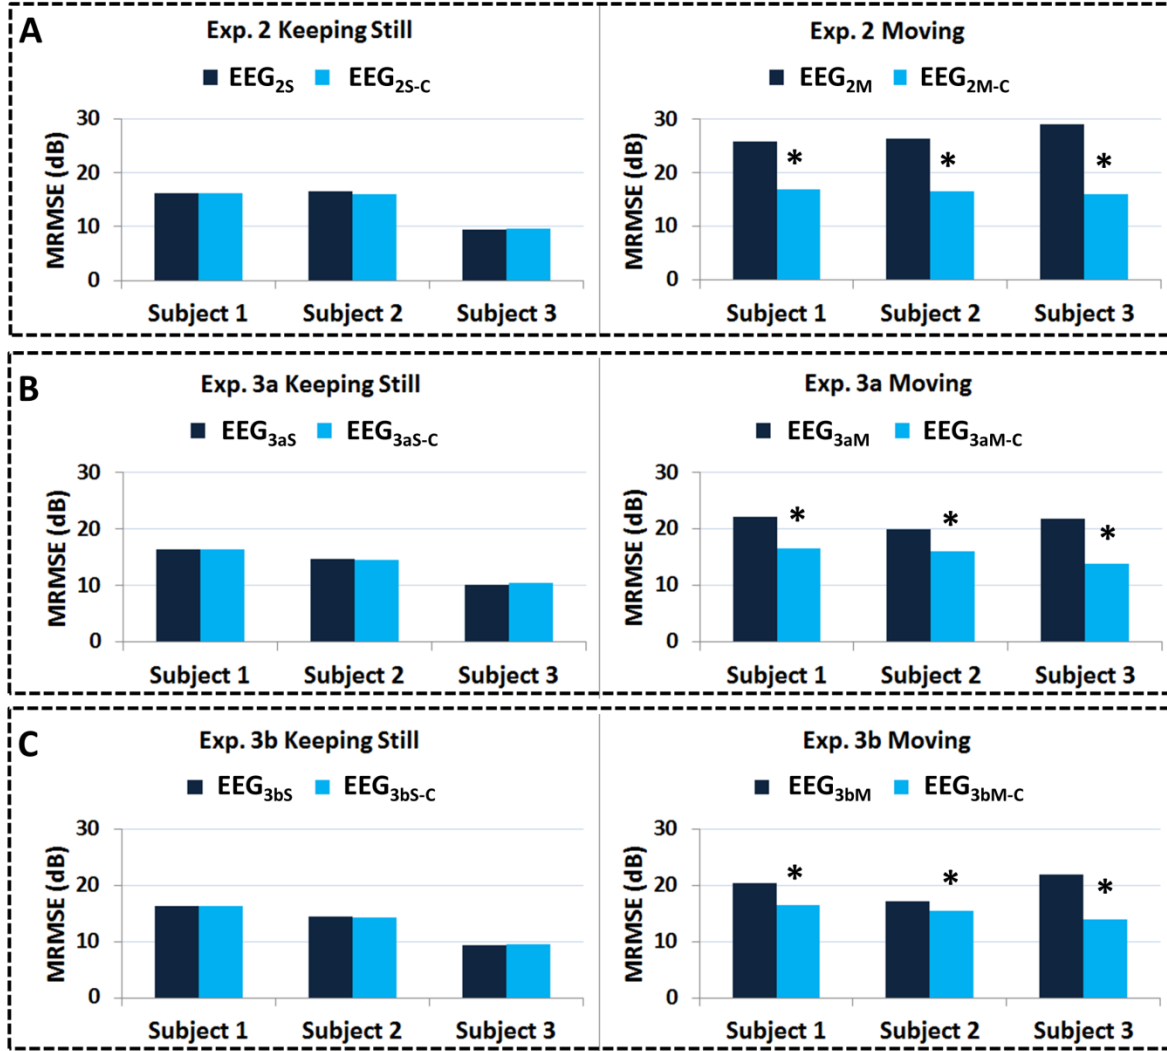 A
Exp. 2 Keeping Still
EEG2S EEG2S-C
MRMSE (dB)
30
20
10
0
Subject 1 Subject 2 Subject 3
Exp. 2 Moving
EEG2M EEG2M-C
MRMSE (dB)
30
*
*
*
20
10
0
Subject 1 Subject 2 Subject 3
B
Exp. 3a Keeping Still
EEG3aS EEG3aS-C
MRMSE (dB)
30
20
10
0
Subject 1 Subject 2 Subject 3
Exp. 3a Moving
EEG3aM EEG3aM-C
MRMSE (dB)
30
*
*
*
20
10
0
Subject 1 Subject 2 Subject 3
C
Exp. 3b Keeping Still
EEG3bS EEG3bS-C
MRMSE (dB)
30
20
10
0
Subject 1 Subject 2 Subject 3
Exp. 3b Moving
EEG3bM EEG3bM-C
MRMSE (dB)
30
*
*
*
20
10
0
Subject 1 Subject 2 Subject 3